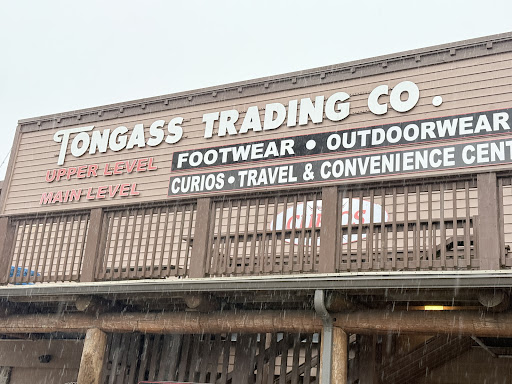 TONGASS TRADING CO.
UPPER LEVEL
MAIN LEVEL
FOOTWEAR • OUTDOORWEAR
CURIOS • TRAVEL & CONVENIENCE CENT